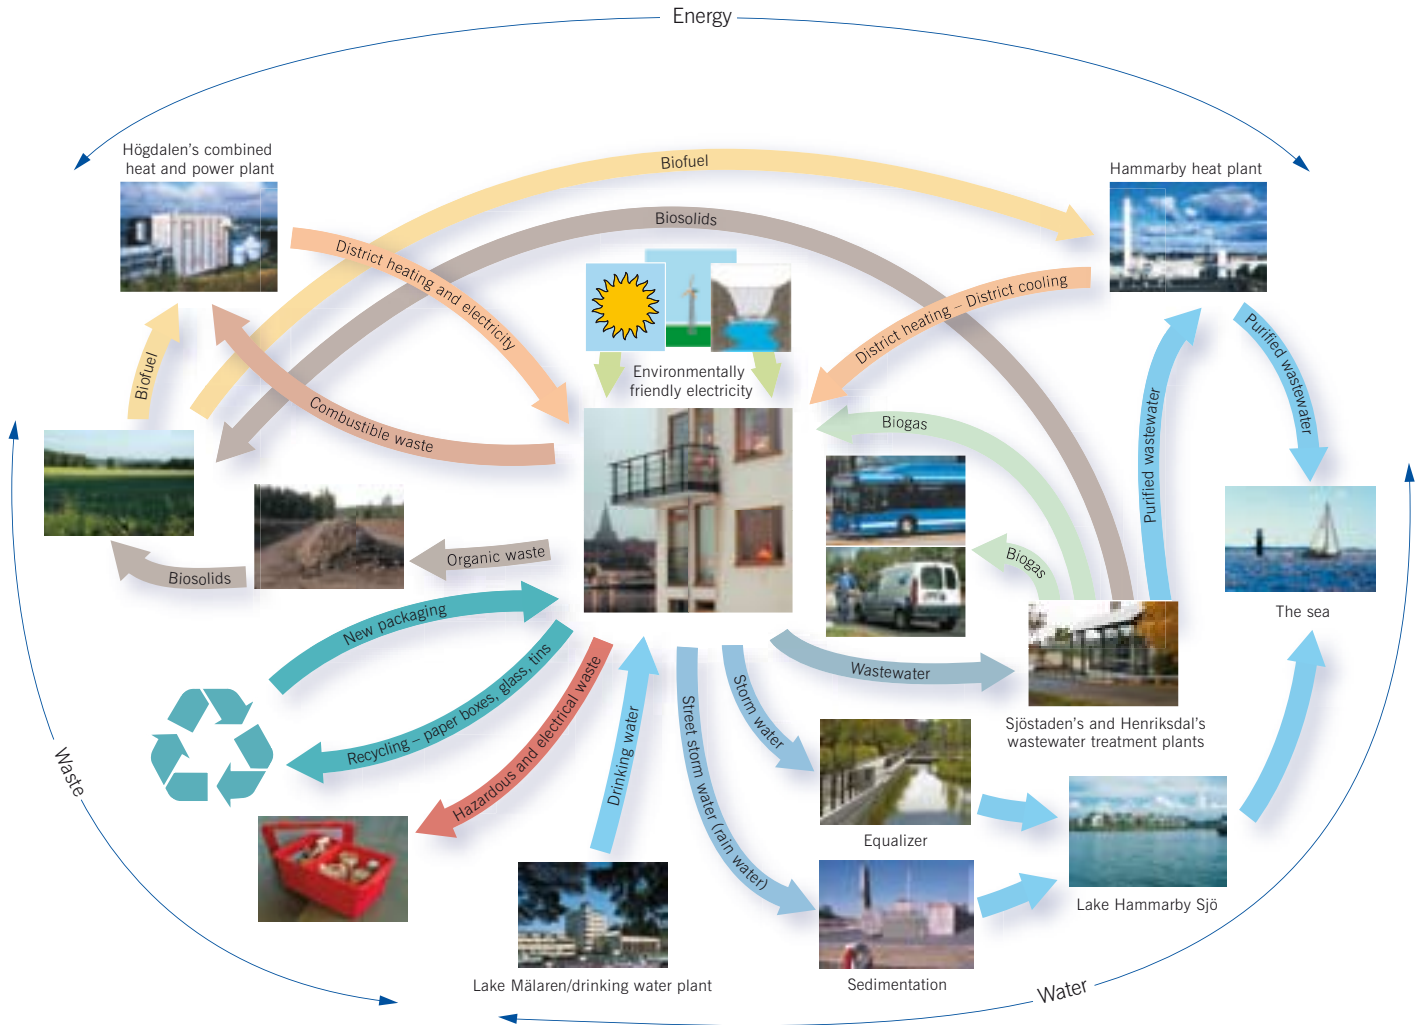 Energy
Högdalen's combined
heat and power plant
Biofuel
Hammarby heat plant
Biosolids
District heating and electricity
District heating – District cooling
Purified wastewater
Environmentally
friendly electricity
Biofuel
Combustible waste
Biogas
Purified wastewater
Organic waste
Biogas
Biosolids
The sea
New packaging
Recycling – paper boxes, glass, tins
Hazardous and electrical waste
Drinking water
Street storm water (rain water)
Storm water
Wastewater
Sjöstaden's and Henriksdal's
wastewater treatment plants
Waste
Equalizer
Lake Hammarby Sjö
Lake Mälaren/drinking water plant
Sedimentation
Water